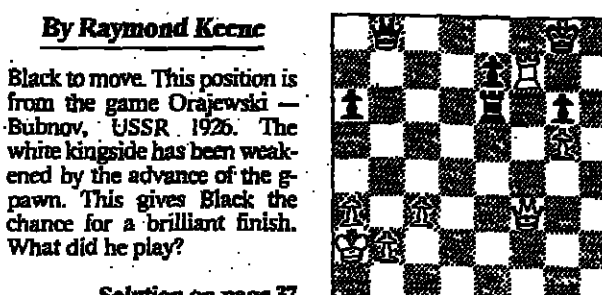 By Raymond Keene
Black to move. This position is
from the game Orajewski —
Bubnov, USSR 1926. The
white kingside has been weak-
ened by the advance of the g-
pawn. This gives Black the
chance for a brilliant finish.
What did he play?
Solution on page 37